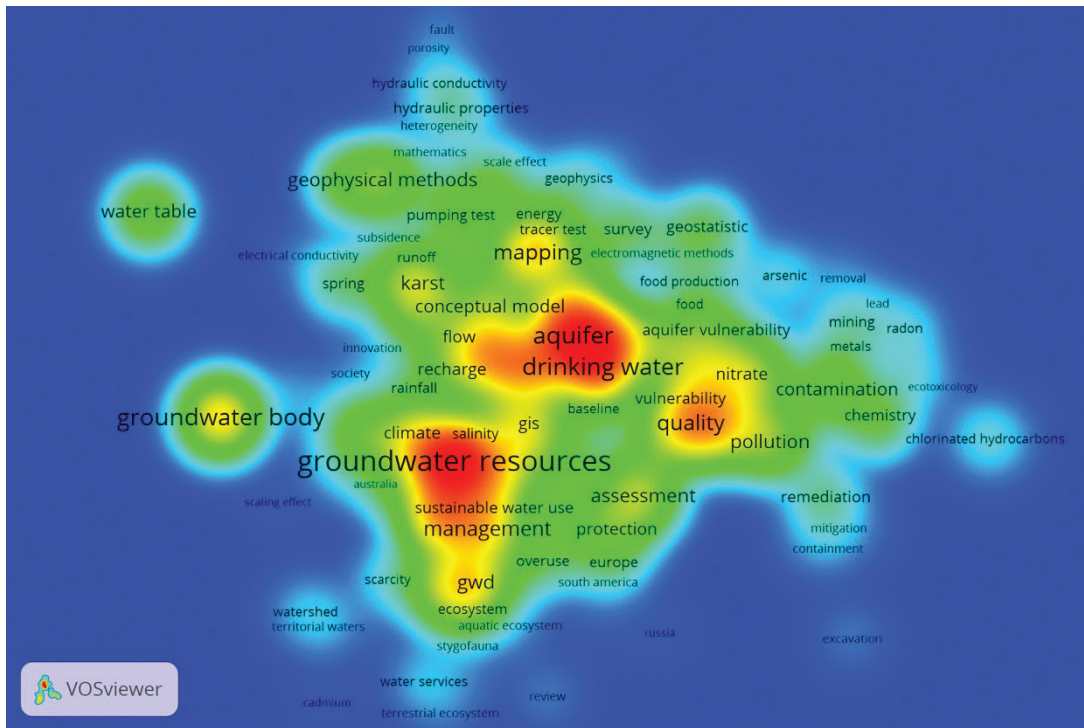 fault
porosity
hydraulic conductivity
hydraulic properties
heterogeneity
mathematics
scale effect
geophysical methods
geophysics
water table
pumping test
energy
tracer test
survey
geostatistic
subsidence
electrical conductivity
runoff
mapping
electromagnetic methods
spring
karst
food production
arsenic
removal
conceptual model
food
lead
flow
aquifer
aquifer vulnerability
mining
radon
innovation
metals
society
recharge
drinking water
nitrate
rainfall
contamination
ecotoxicology
groundwater body
baseline
vulnerability
chemistry
climate
salinity
gis
quality
pollution
chlorinated hydrocarbons
groundwater resources
australia
scaling effect
sustainable water use
assessment
remediation
management
protection
mitigation
containment
overuse
europe
scarcity
gwd
south america
watershed
ecosystem
territorial waters
aquatic ecosystem
russia
excavation
stygofauna
water services
review
cadmium
terrestrial ecosystem
VOSviewer